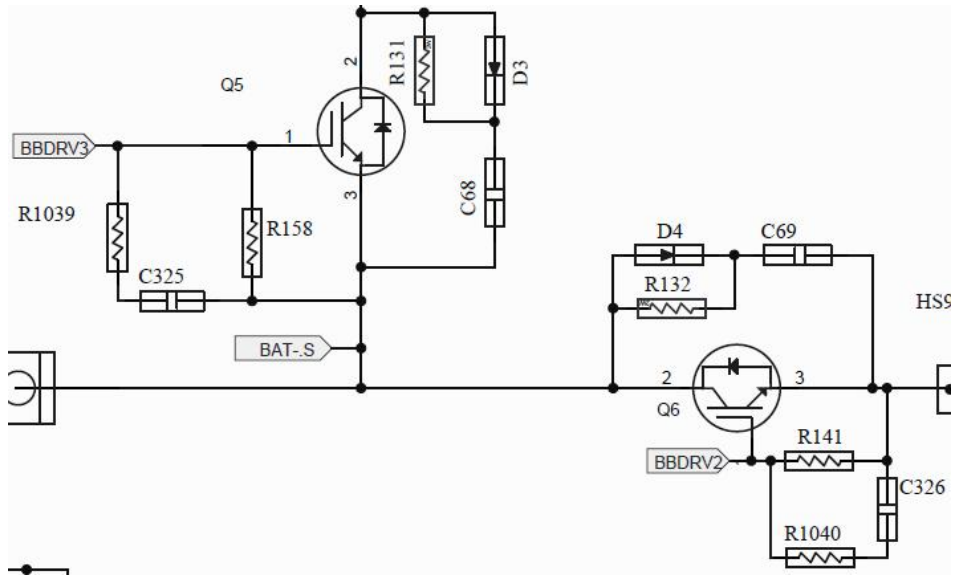 R131
D3
2
Q5
BBDRV3
1
R1039
3
C68
R158
C325
D4
C69
R132
HS9
BAT-.S
2
3
Q6
R141
BBDRV2
C326
R1040